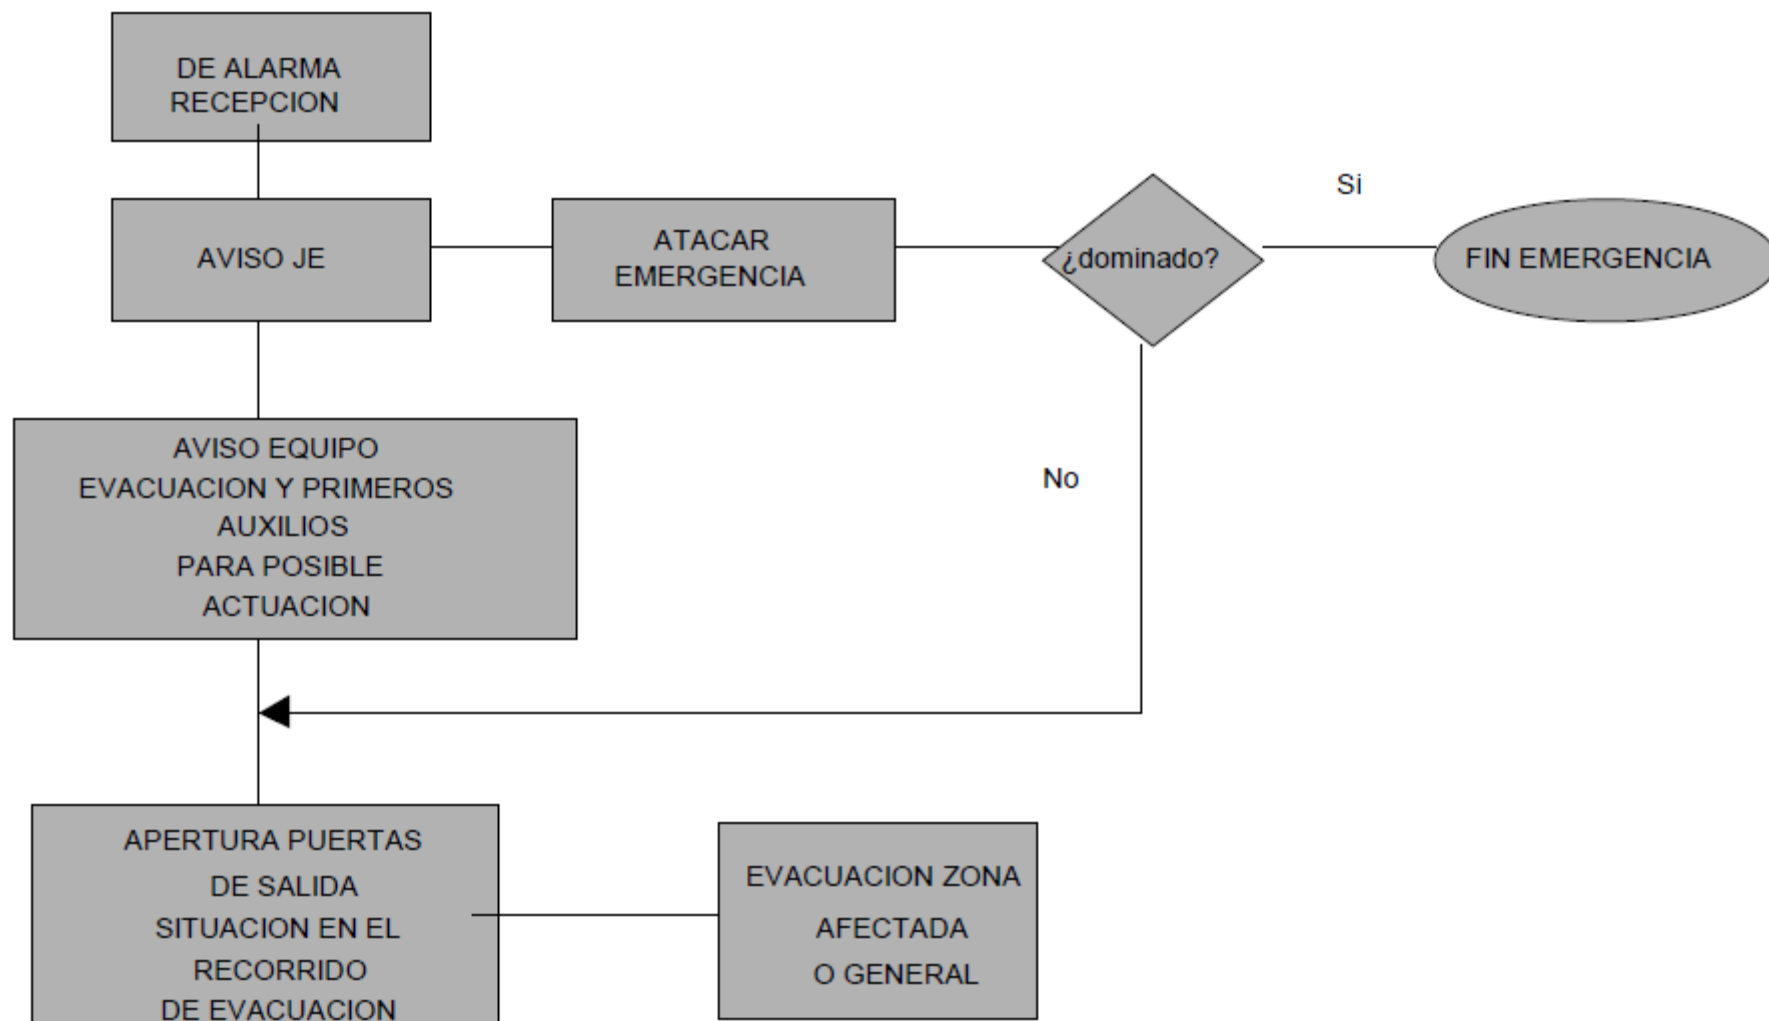 DE ALARMA
RECEPCION
Si
AVISO JE
ATACAR
EMERGENCIA
¿dominado?
FIN EMERGENCIA
AVISO EQUIPO
EVACUACION Y PRIMEROS
AUXILIOS
PARA POSIBLE
ACTUACION
No
APERTURA PUERTAS
DE SALIDA
SITUACION EN EL
RECORRIDO
DE EVACUACION
EVACUACION ZONA
AFECTADA
O GENERAL